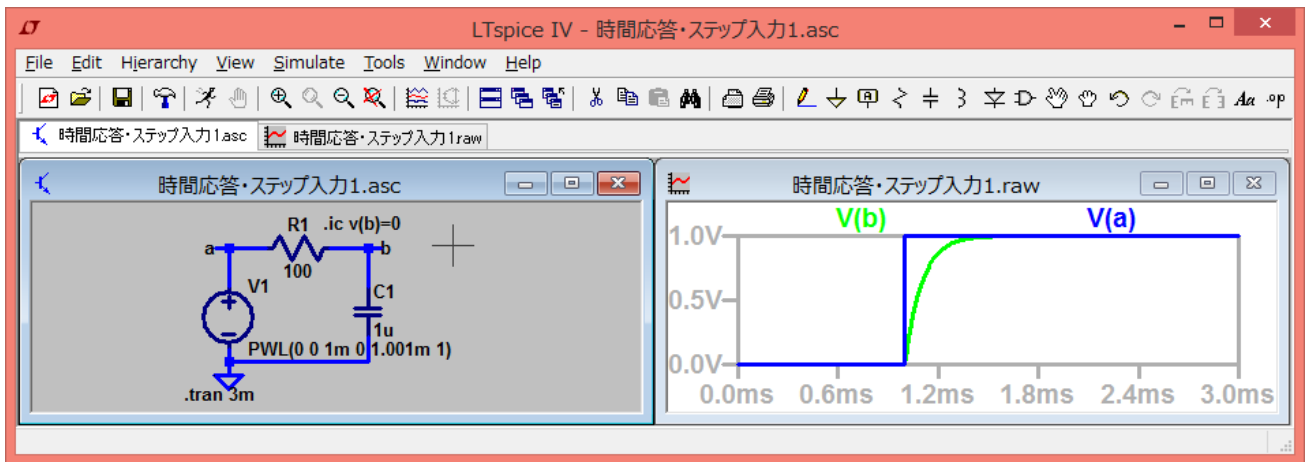 LTspice IV - 時間応答・ステップ入力1.asc
File Edit Hierarchy View Simulate Tools Window Help
Aa .op
時間応答・ステップ入力1.asc 時間応答・ステップ入力1.raw
時間応答・ステップ入力1.asc
R1 .ic v(b)=0
a b
100
V1
C1
1u
PWL(0 0 1m 0 1.001m 1)
.tran 3m
時間応答・ステップ入力1.raw
V(b) V(a)
1.0V
0.5V
0.0V
0.0ms 0.6ms 1.2ms 1.8ms 2.4ms 3.0ms